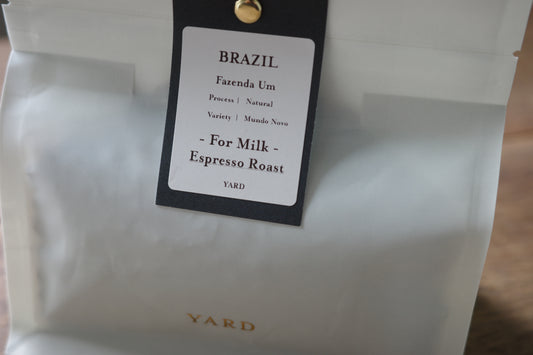 BRAZIL
Fazenda Um
Process | Natural
Variety | Mundo Novo
- For Milk -
Espresso Roast
YARD
YARD